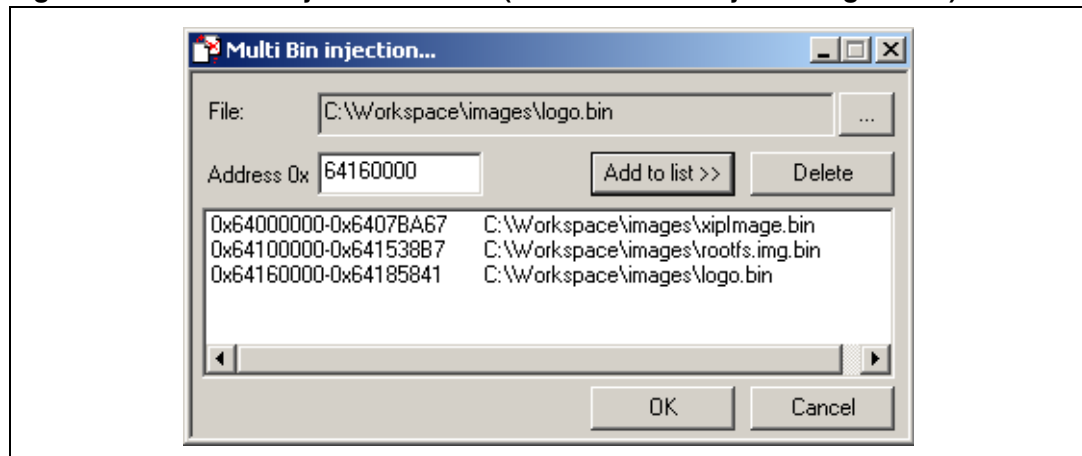 Multi Bin injection...
File: C:\Workspace\images\logo.bin ...
Address 0x 64160000 Add to list >> Delete
0x64000000-0x6407BA67 C:\Workspace\images\xipImage.bin
0x64100000-0x641538B7 C:\Workspace\images\rootfs.img.bin
0x64160000-0x64185841 C:\Workspace\images\logo.bin
OK Cancel